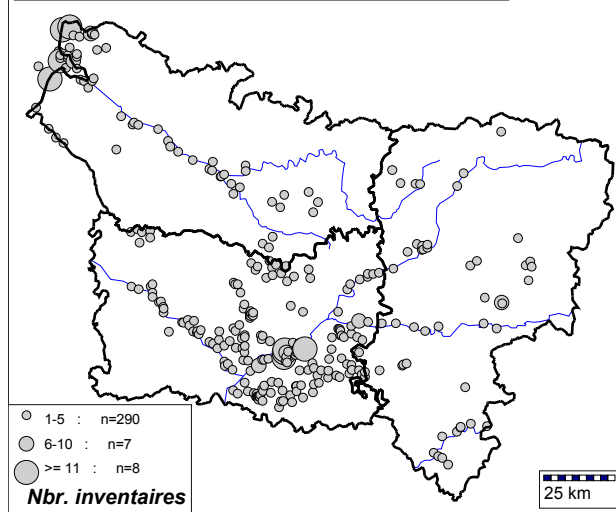 1-5 : n=290
6-10 : n=7
>= 11 : n=8
Nbr. inventaires
25 km